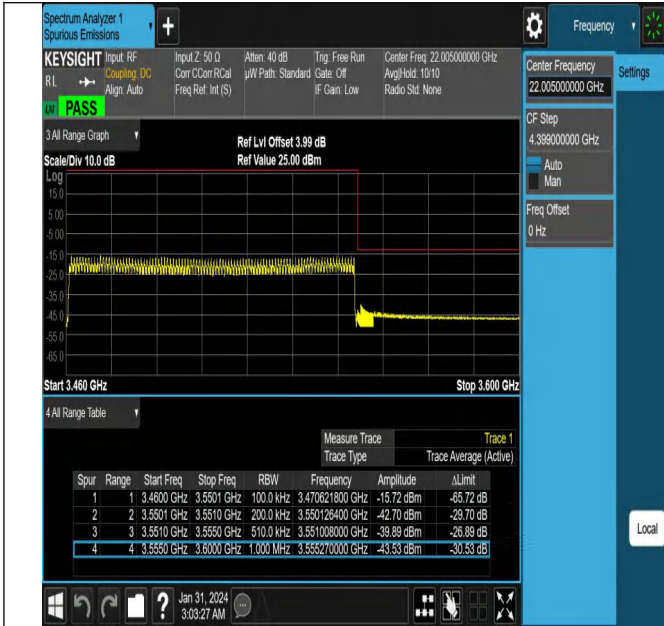 Spectrum Analyzer 1
Spurious Emissions
Frequency
KEYSIGHT
RL
Input: RF
Coupling: DC
Align: Auto
Input Z: 50 Ω
Corr CCorr RCal
Freq Ref: Int (S)
Atten: 40 dB
µW Path: Standard
Trig: Free Run
Gate: Off
IF Gain: Low
Center Freq: 22.005000000 GHz
Avg|Hold: 10/10
Radio Std: None
LXI
PASS
Center Frequency
22.005000000 GHz
Settings
CF Step
4.399000000 GHz
Auto
Man
Freq Offset
0 Hz
3 All Range Graph
Scale/Div 10.0 dB
Ref Lvl Offset 3.99 dB
Ref Value 25.00 dBm
Log
15.0
5.00
-5.00
-15.0
-25.0
-35.0
-45.0
-55.0
-65.0
Start 3.460 GHz
Stop 3.600 GHz
4 All Range Table
Measure Trace Trace 1
Trace Type Trace Average (Active)
Spur Range Start Freq Stop Freq RBW Frequency Amplitude ΔLimit
1 1 3.4600 GHz 3.5501 GHz 100.0 kHz 3.470621800 GHz -15.72 dBm -65.72 dB
2 2 3.5501 GHz 3.5510 GHz 200.0 kHz 3.550126400 GHz -42.70 dBm -29.70 dB
3 3 3.5510 GHz 3.5550 GHz 510.0 kHz 3.551008000 GHz -39.89 dBm -26.89 dB
4 4 3.5550 GHz 3.6000 GHz 1.000 MHz 3.555270000 GHz -43.53 dBm -30.53 dB
Local
?
Jan 31, 2024
3:03:27 AM